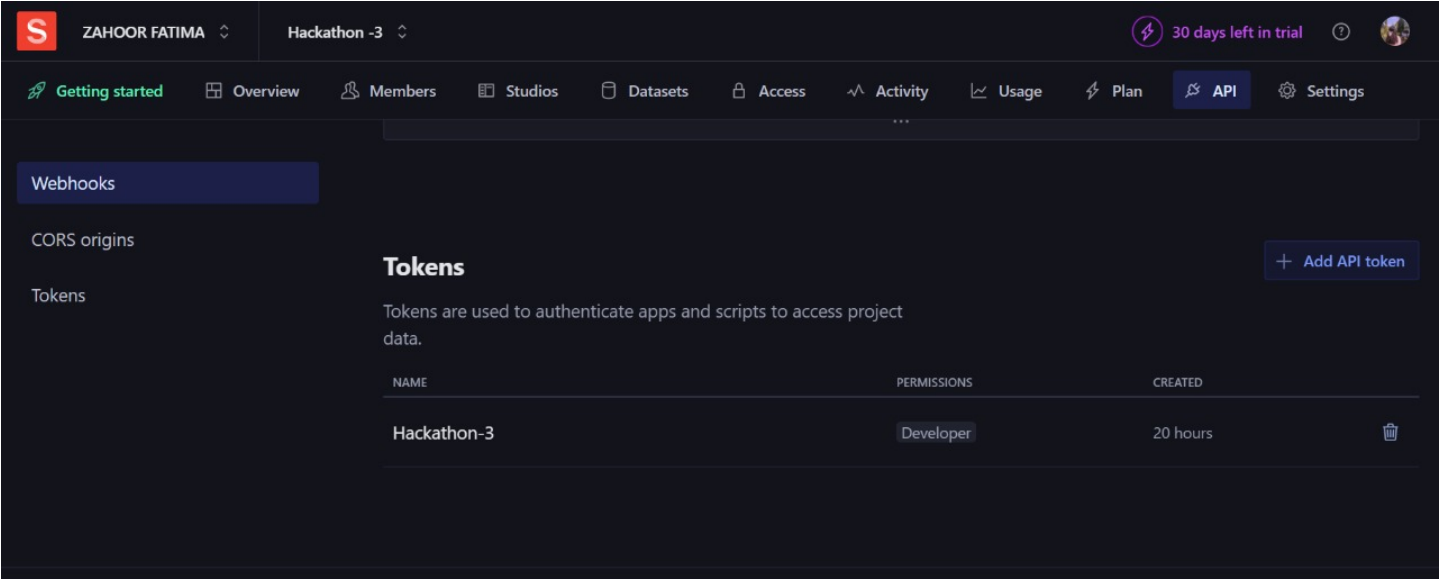 S ZAHOOR FATIMA Hackathon -3 30 days left in trial ?
Getting started Overview Members Studios Datasets Access Activity Usage Plan API Settings
...
Webhooks
CORS origins
Tokens
Tokens
+ Add API token
Tokens are used to authenticate apps and scripts to access project
data.
NAME PERMISSIONS CREATED
Hackathon-3 Developer 20 hours